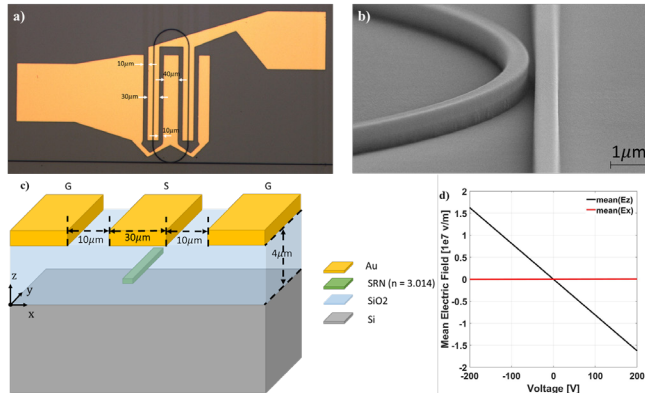 a)
10µm
40µm
30µm
10µm
b)
1µm
c)
G S G
10µm 30µm 10µm
4µm
z
y
x
Au
SRN (n = 3.014)
SiO2
Si
d)
mean(Ez)
mean(Ex)
Mean Electric Field [1e7 v/m]
2
1.5
1
0.5
0
-0.5
-1
-1.5
-2
-200 -100 0 100 200
Voltage [V]